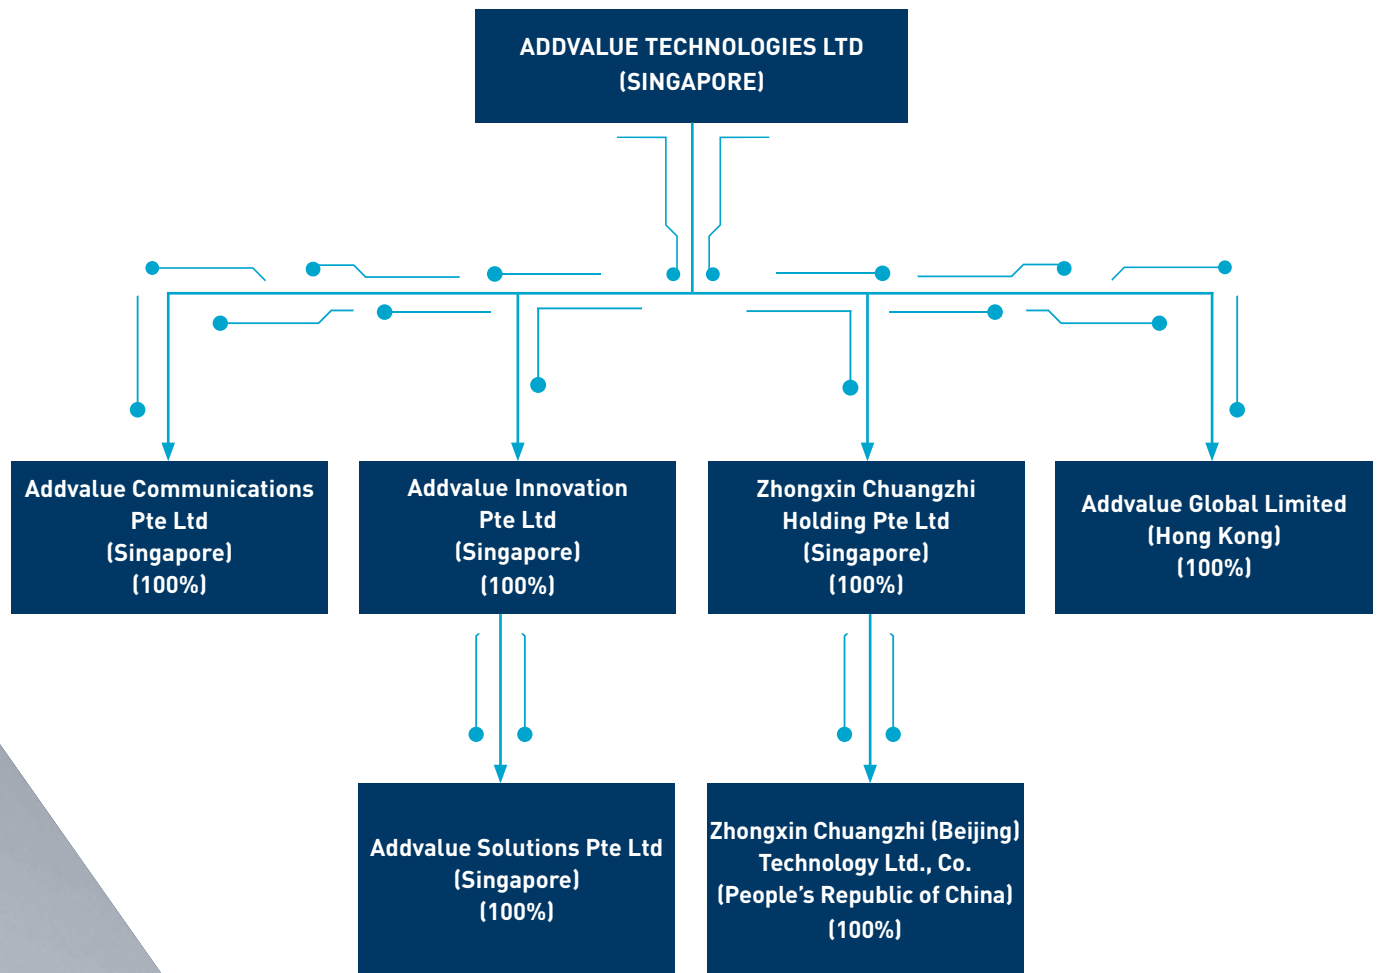 ADDVALUE TECHNOLOGIES LTD
(SINGAPORE)
Addvalue Communications
Pte Ltd
(Singapore)
(100%)
Addvalue Innovation
Pte Ltd
(Singapore)
(100%)
Zhongxin Chuangzhi
Holding Pte Ltd
(Singapore)
(100%)
Addvalue Global Limited
(Hong Kong)
(100%)
Addvalue Solutions Pte Ltd
(Singapore)
(100%)
Zhongxin Chuangzhi (Beijing)
Technology Ltd., Co.
(People’s Republic of China)
(100%)